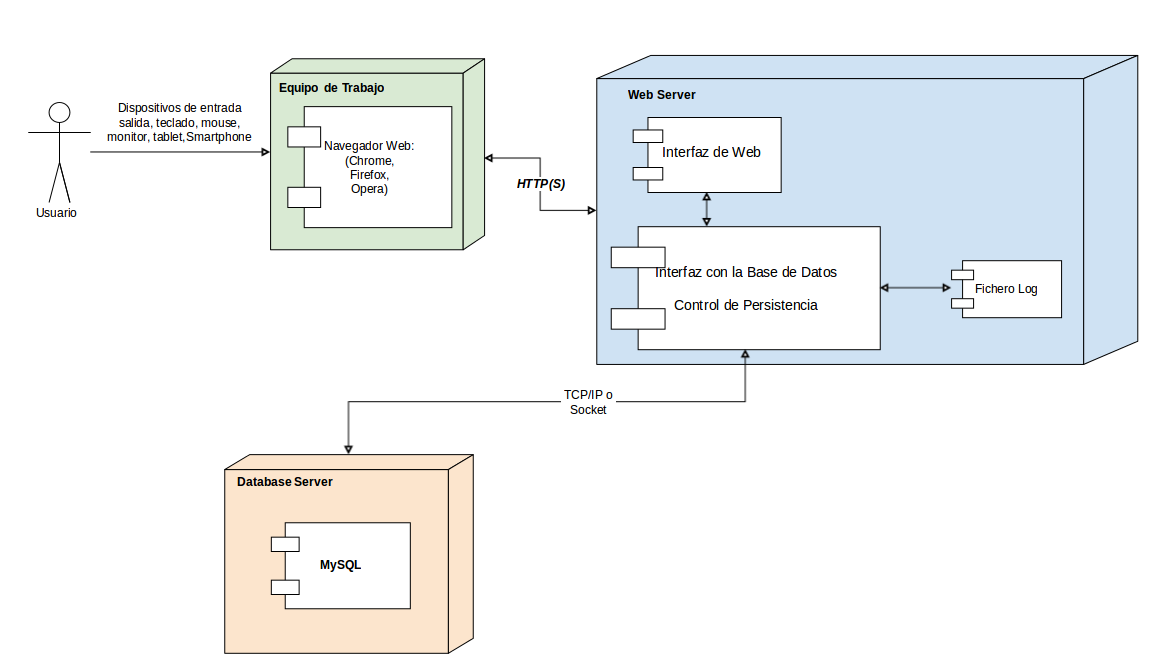 Dispositivos de entrada
salida, teclado, mouse,
monitor, tablet,Smartphone
Usuario
Equipo de Trabajo
Navegador Web:
(Chrome,
Firefox,
Opera)
HTTP(S)
Web Server
Interfaz de Web
Interfaz con la Base de Datos
Control de Persistencia
Fichero Log
TCP/IP o
Socket
Database Server
MySQL